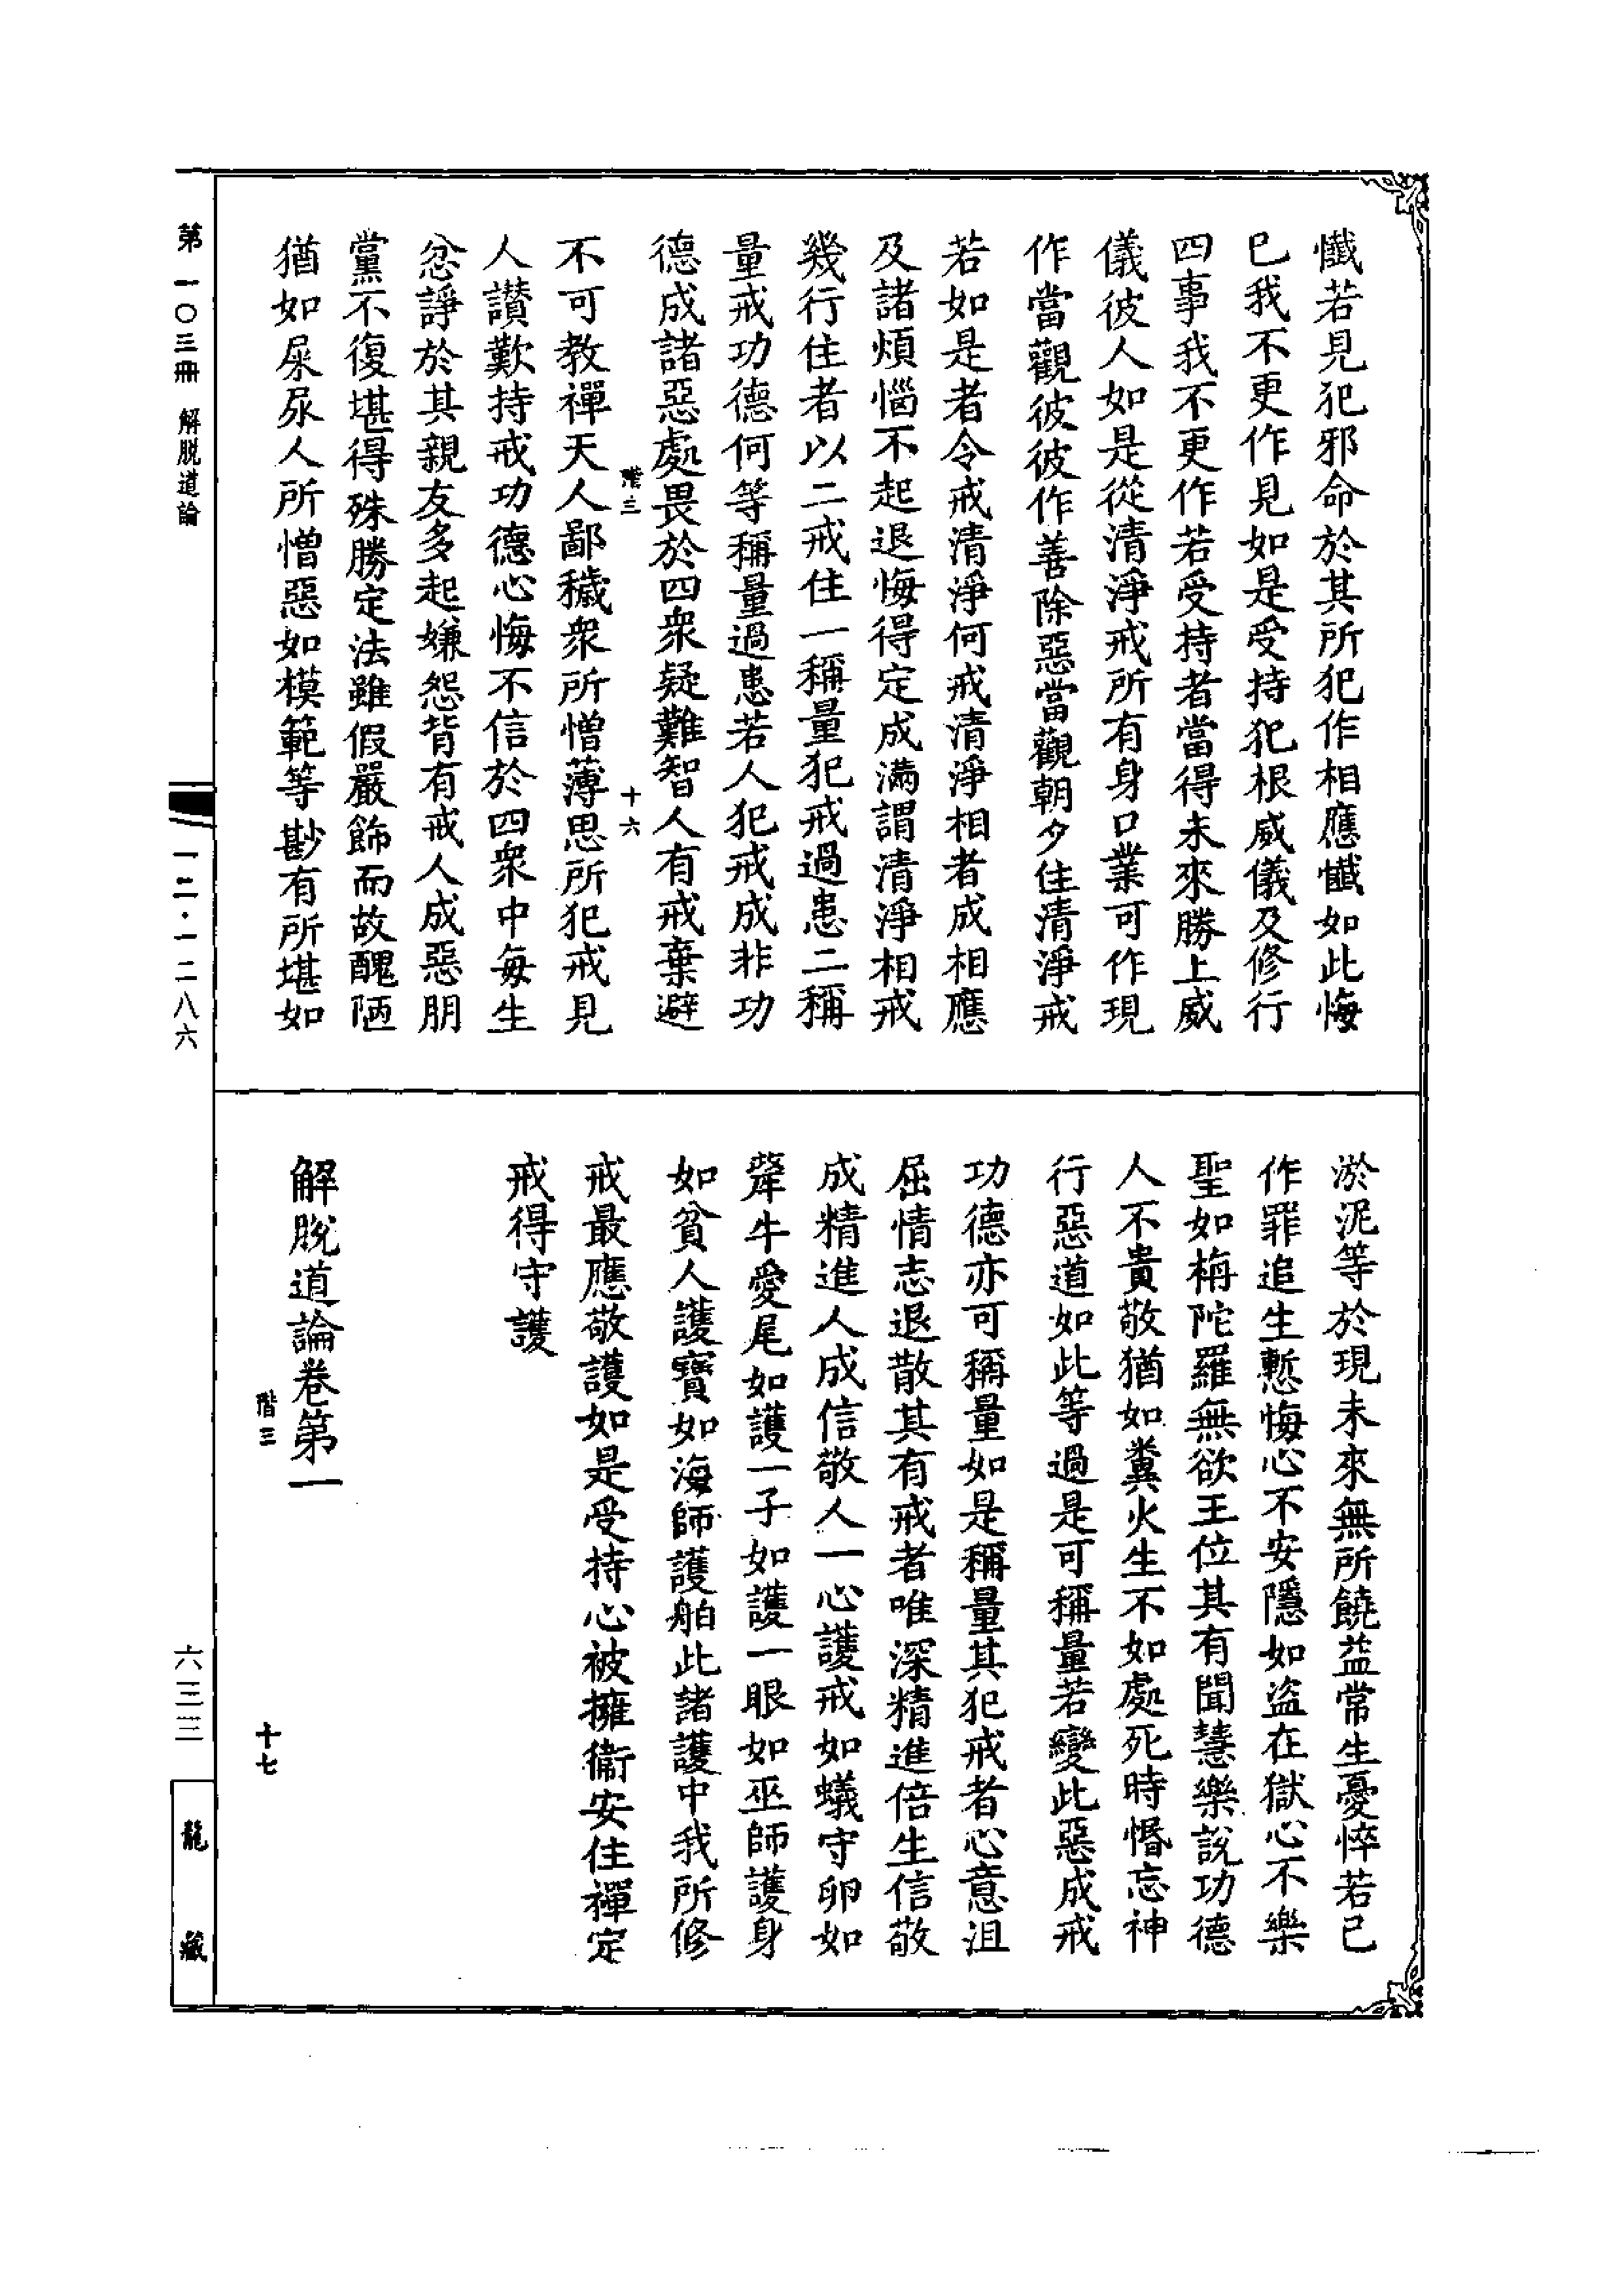 懺若見犯邪命於其所犯作相應懺如此悔
已我不更作見如是受持犯根威儀及修行
四事我不更作若受持者當得未來勝上威
儀彼人如是從清淨戒所有身口業可作現
作當觀彼彼作善除惡當觀朝夕住清淨戒
若如是者令戒清淨何戒清淨相者成相應
及諸煩惱不起退悔得定成滿謂清淨相戒
幾行住者以二戒住一稱量犯戒過患二稱
量戒功德何等稱量過患若人犯戒成非功
德成諸惡處畏於四衆疑難智人有戒棄避
階三
十六
不可教禪天人鄙穢衆所憎薄思所犯戒見
人讚歎持戒功德心悔不信於四衆中每生
忿諍於其親友多起嫌怨背有戒人成惡朋
黨不復堪得殊勝定法雖假嚴飾而故醜陋
猶如屎尿人所憎惡如模範等尠有所堪如
淤泥等於現未來無所饒益常生憂悴若已
作罪追生慙悔心不安隱如盜在獄心不樂
聖如栴陀羅無欲王位其有聞慧樂說功德
人不貴敬猶如糞火生不如處死時惛忘神
行惡道如此等過是可稱量若變此惡成戒
功德亦可稱量如是稱量其犯戒者心意沮
屈情志退散其有戒者唯深精進倍生信敬
成精進人成信敬人一心護戒如蟻守卵如
犛牛愛尾如護一子如護一眼如巫師護身
如貧人護寶如海師護舶此諸護中我所修
戒最應敬護如是受持心被擁衞安住禪定
戒得守護
解脫道論卷第一
階三
十七
第一〇三冊 解脫道論
一二·一二八六
六三三
龍藏